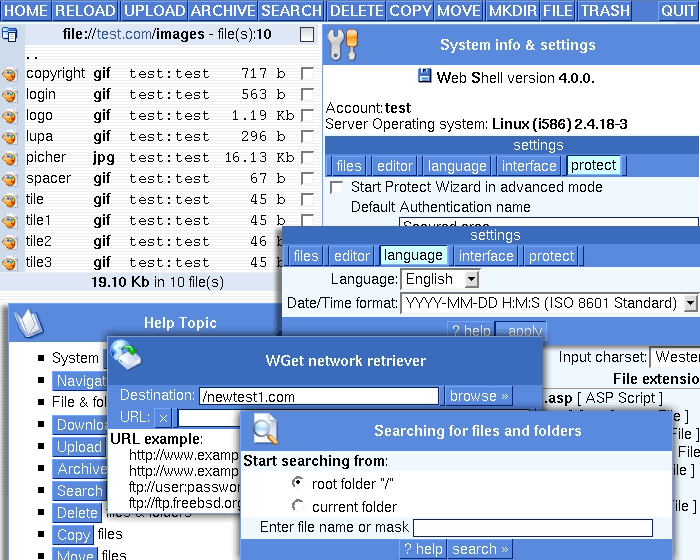 HOME RELOAD UPLOAD ARCHIVE SEARCH DELETE COPY MOVE MKDIR FILE TRASH QUIT
file://test.com/images - file(s):10
..
copyright gif test:test 717 b
login gif test:test 563 b
logo gif test:test 1.19 Kb
lupa gif test:test 296 b
picher jpg test:test 16.13 Kb
spacer gif test:test 67 b
tile gif test:test 45 b
tile1 gif test:test 45 b
tile2 gif test:test 46 b
tile3 gif test:test 45 b
19.10 Kb in 10 file(s)
System info & settings
Web Shell version 4.0.0.
Account: test
Server Operating system: Linux (i586) 2.4.18-3
settings
files editor language interface protect
Start Protect Wizard in advanced mode
Default Authentication name
settings
files editor language interface protect
Language: English
Date/Time format: YYYY-MM-DD H:M:S (ISO 8601 Standard)
? help apply
Input charset: Wester
File extensio
.asp [ ASP Script ]
File ]
File ]
File ]
le ]
File ]
File ]
Help Topic
System
Navigat
File & fo
Downlo
Upload
Archive
Search
Delete files & folders
Copy files
Move files
WGet network retriever
Destination: /newtest1.com browse »
URL: ×
URL example:
http://www.examp
http://www.examp
ftp://user:passwor
ftp://ftp.freebsd.org
Searching for files and folders
Start searching from:
root folder "/"
current folder
Enter file name or mask
? help search »